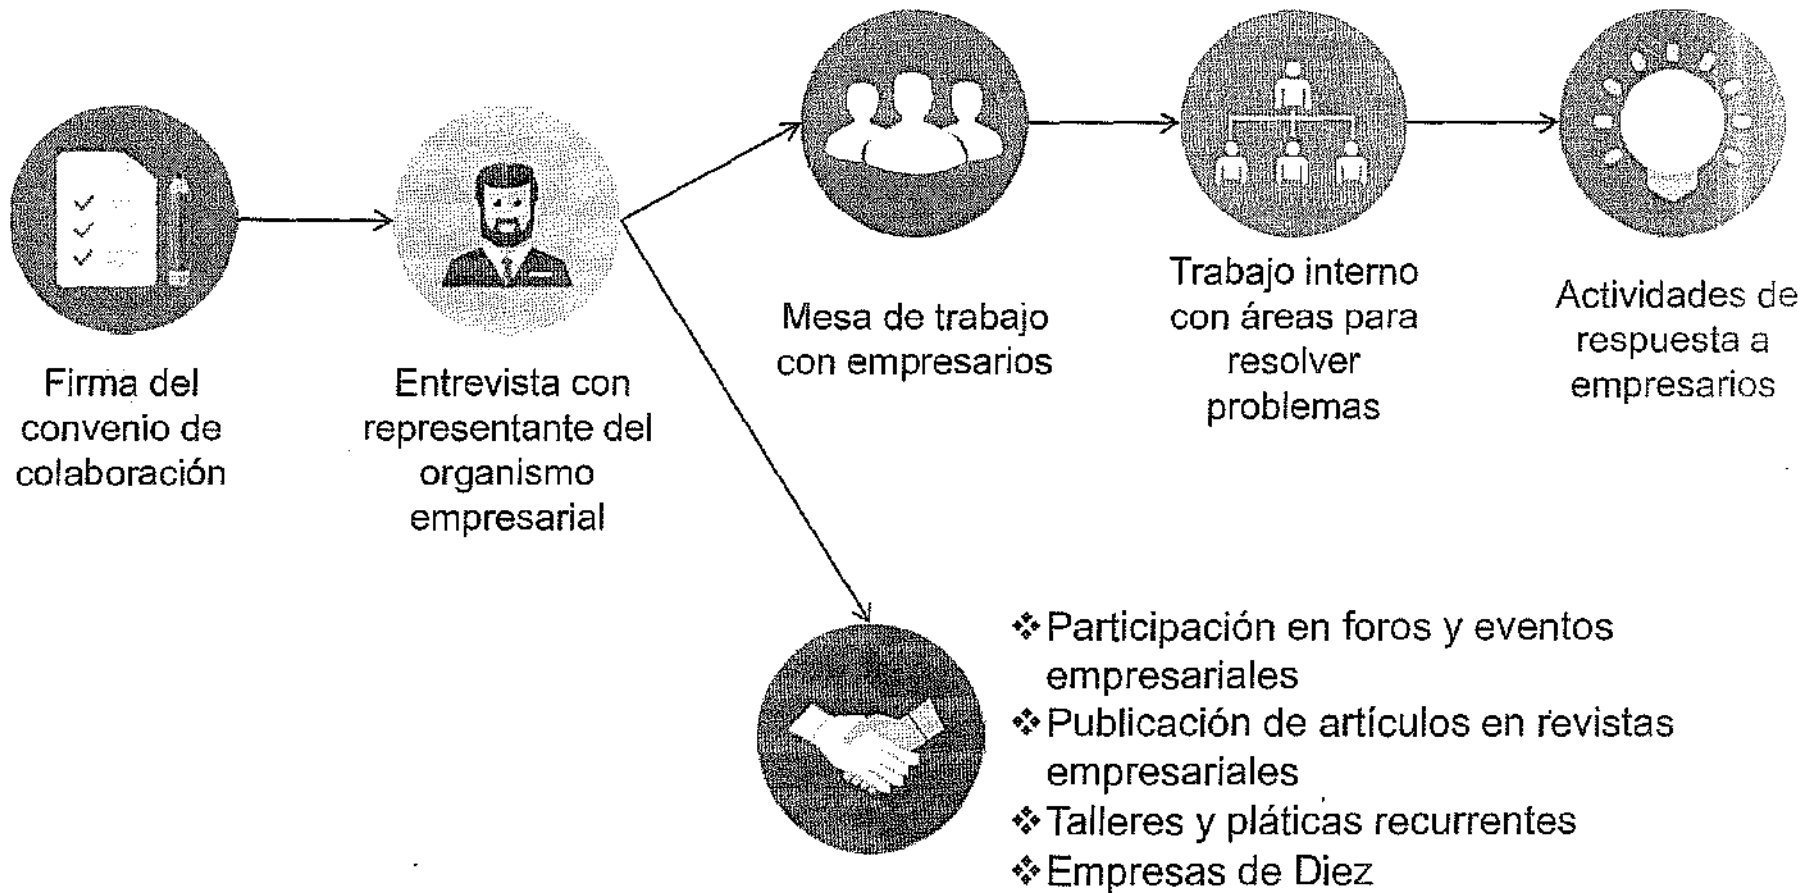 Firma del
convenio de
colaboración
Entrevista con
representante del
organismo
empresarial
Mesa de trabajo
con empresarios
Trabajo interno
con áreas para
resolver
problemas
Actividades de
respuesta a
empresarios
❖Participación en foros y eventos
empresariales
❖Publicación de artículos en revistas
empresariales
❖Talleres y pláticas recurrentes
❖Empresas de Diez